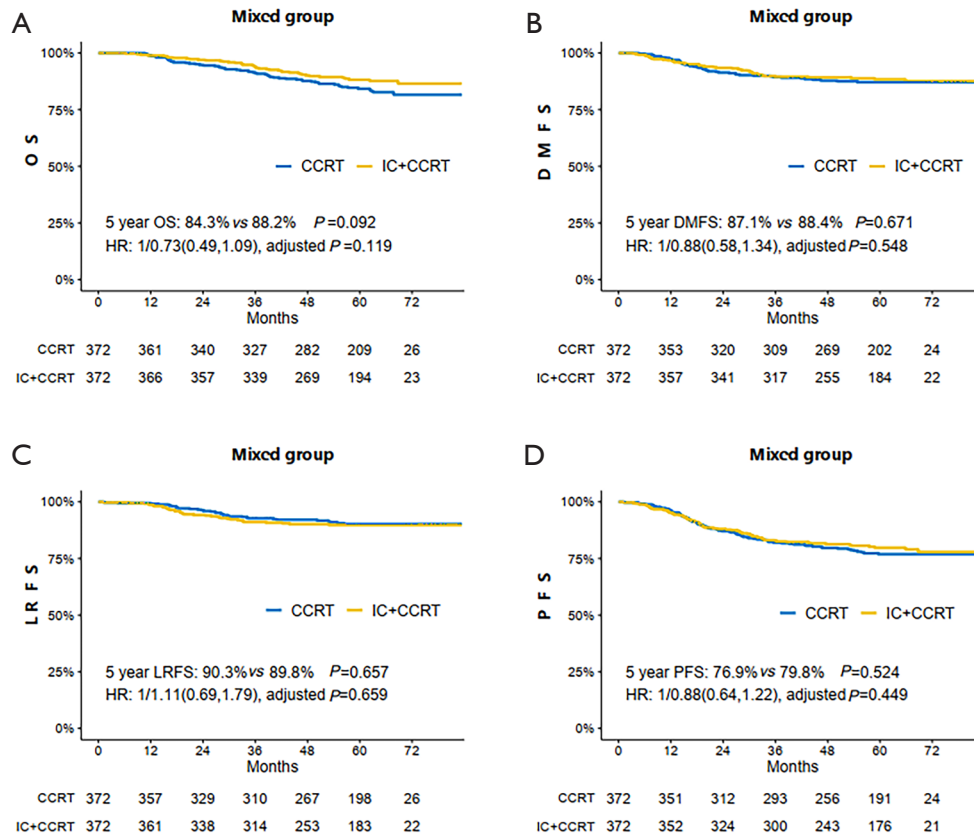 A
Mixed group
100%
75%
50%
25%
0%
OS
CCRT IC+CCRT
5 year OS: 84.3% vs 88.2% P=0.092
HR: 1/0.73(0.49,1.09), adjusted P=0.119
0 12 24 36 48 60 72
Months
CCRT 372 361 340 327 282 209 26
IC+CCRT 372 366 357 339 269 194 23
B
Mixed group
100%
75%
50%
25%
0%
DMFS
CCRT IC+CCRT
5 year DMFS: 87.1% vs 88.4% P=0.671
HR: 1/0.88(0.58,1.34), adjusted P=0.548
0 12 24 36 48 60 72
Months
CCRT 372 353 320 309 269 202 24
IC+CCRT 372 357 341 317 255 184 22
C
Mixed group
100%
75%
50%
25%
0%
LRFS
CCRT IC+CCRT
5 year LRFS: 90.3% vs 89.8% P=0.657
HR: 1/1.11(0.69,1.79), adjusted P=0.659
0 12 24 36 48 60 72
Months
CCRT 372 357 329 310 267 198 26
IC+CCRT 372 361 338 314 253 183 22
D
Mixed group
100%
75%
50%
25%
0%
PFS
CCRT IC+CCRT
5 year PFS: 76.9% vs 79.8% P=0.524
HR: 1/0.88(0.64,1.22), adjusted P=0.449
0 12 24 36 48 60 72
Months
CCRT 372 351 312 293 256 191 24
IC+CCRT 372 352 324 300 243 176 21